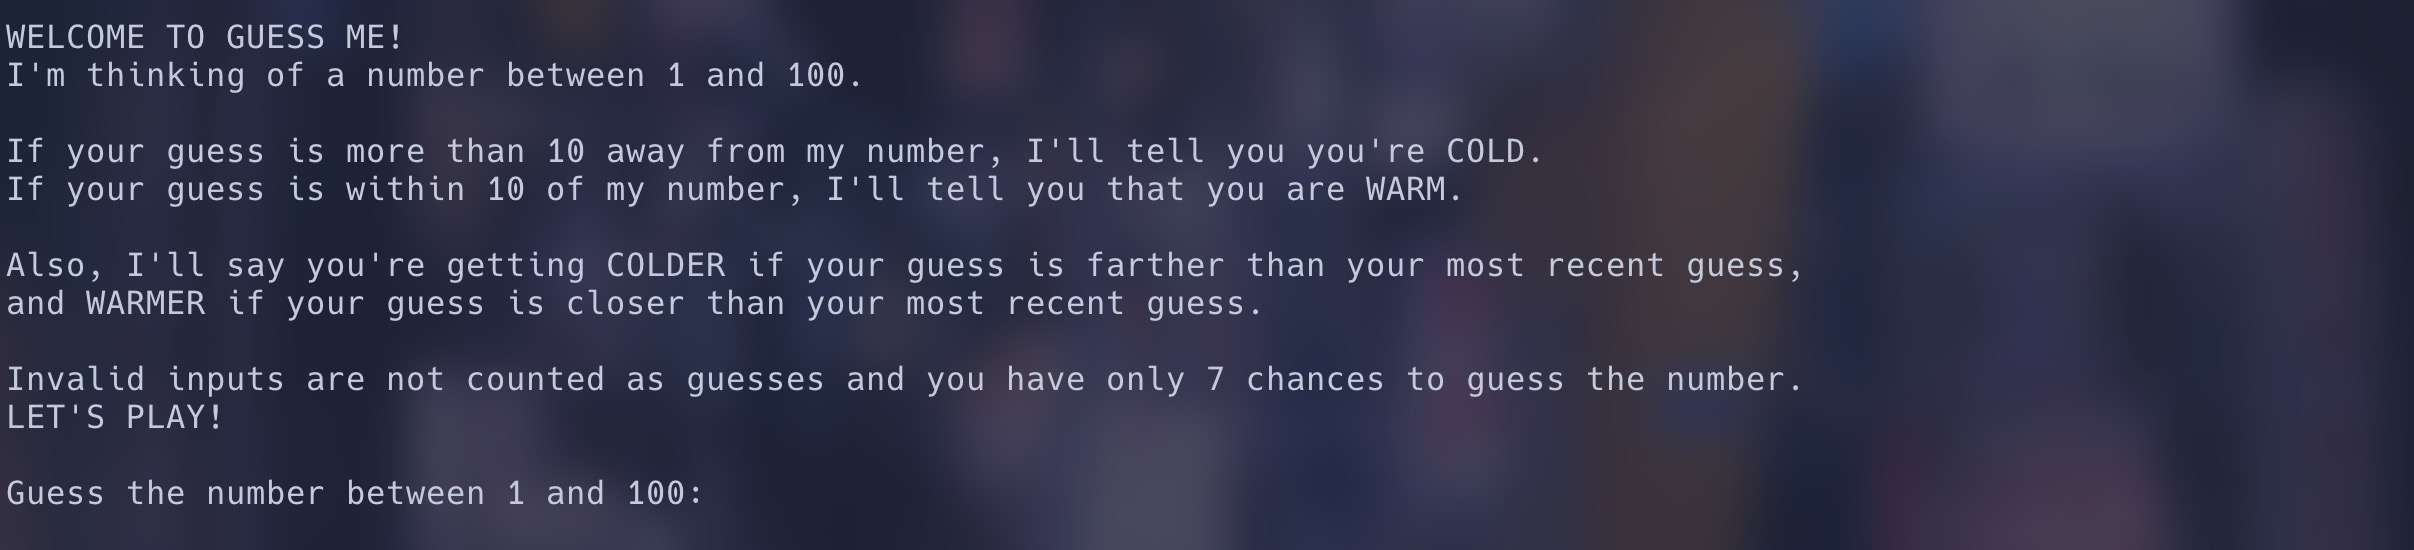 WELCOME TO GUESS ME!
I'm thinking of a number between 1 and 100.
If your guess is more than 10 away from my number, I'll tell you you're COLD.
If your guess is within 10 of my number, I'll tell you that you are WARM.
Also, I'll say you're getting COLDER if your guess is farther than your most recent guess,
and WARMER if your guess is closer than your most recent guess.
Invalid inputs are not counted as guesses and you have only 7 chances to guess the number.
LET'S PLAY!
Guess the number between 1 and 100: